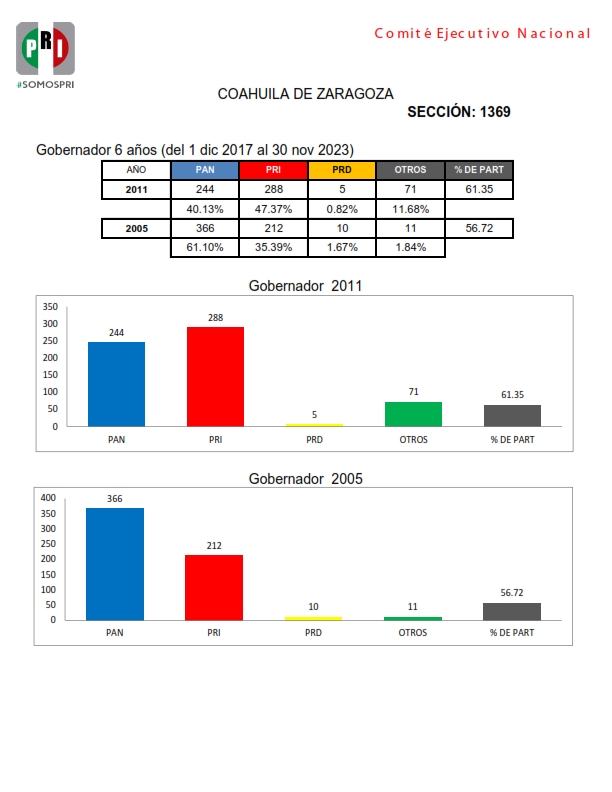 PRI
#SOMOSPRI
Comité Ejecutivo Nacional
COAHUILA DE ZARAGOZA
SECCIÓN: 1369
Gobernador 6 años (del 1 dic 2017 al 30 nov 2023)
AÑO PAN PRI PRD OTROS % DE PART
2011 244 288 5 71 61.35
40.13% 47.37% 0.82% 11.68%
2005 366 212 10 11 56.72
61.10% 35.39% 1.67% 1.84%
Gobernador 2011
350
300
250
200
150
100
50
0
244
288
5
71
61.35
PAN PRI PRD OTROS % DE PART
Gobernador 2005
400
350
300
250
200
150
100
50
0
366
212
10
11
56.72
PAN PRI PRD OTROS % DE PART